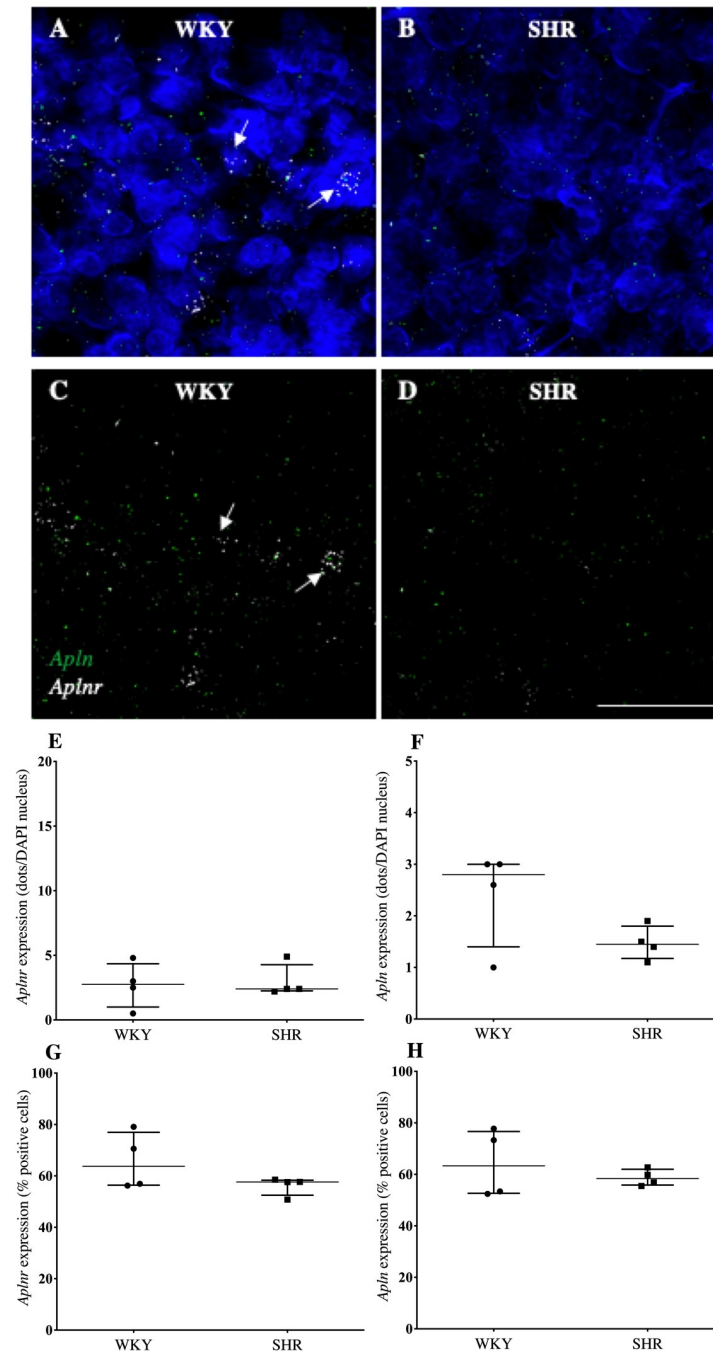 A WKY
B SHR
C WKY
Apln
Aplnr
D SHR
E
Aplnr expression (dots/DAPI nucleus)
20
15
10
5
0
WKY SHR
F
Apln expression (dots/DAPI nucleus)
5
4
3
2
1
0
WKY SHR
G
Aplnr expression (% positive cells)
100
80
60
40
20
0
WKY SHR
H
Apln expression (% positive cells)
100
80
60
40
20
0
WKY SHR